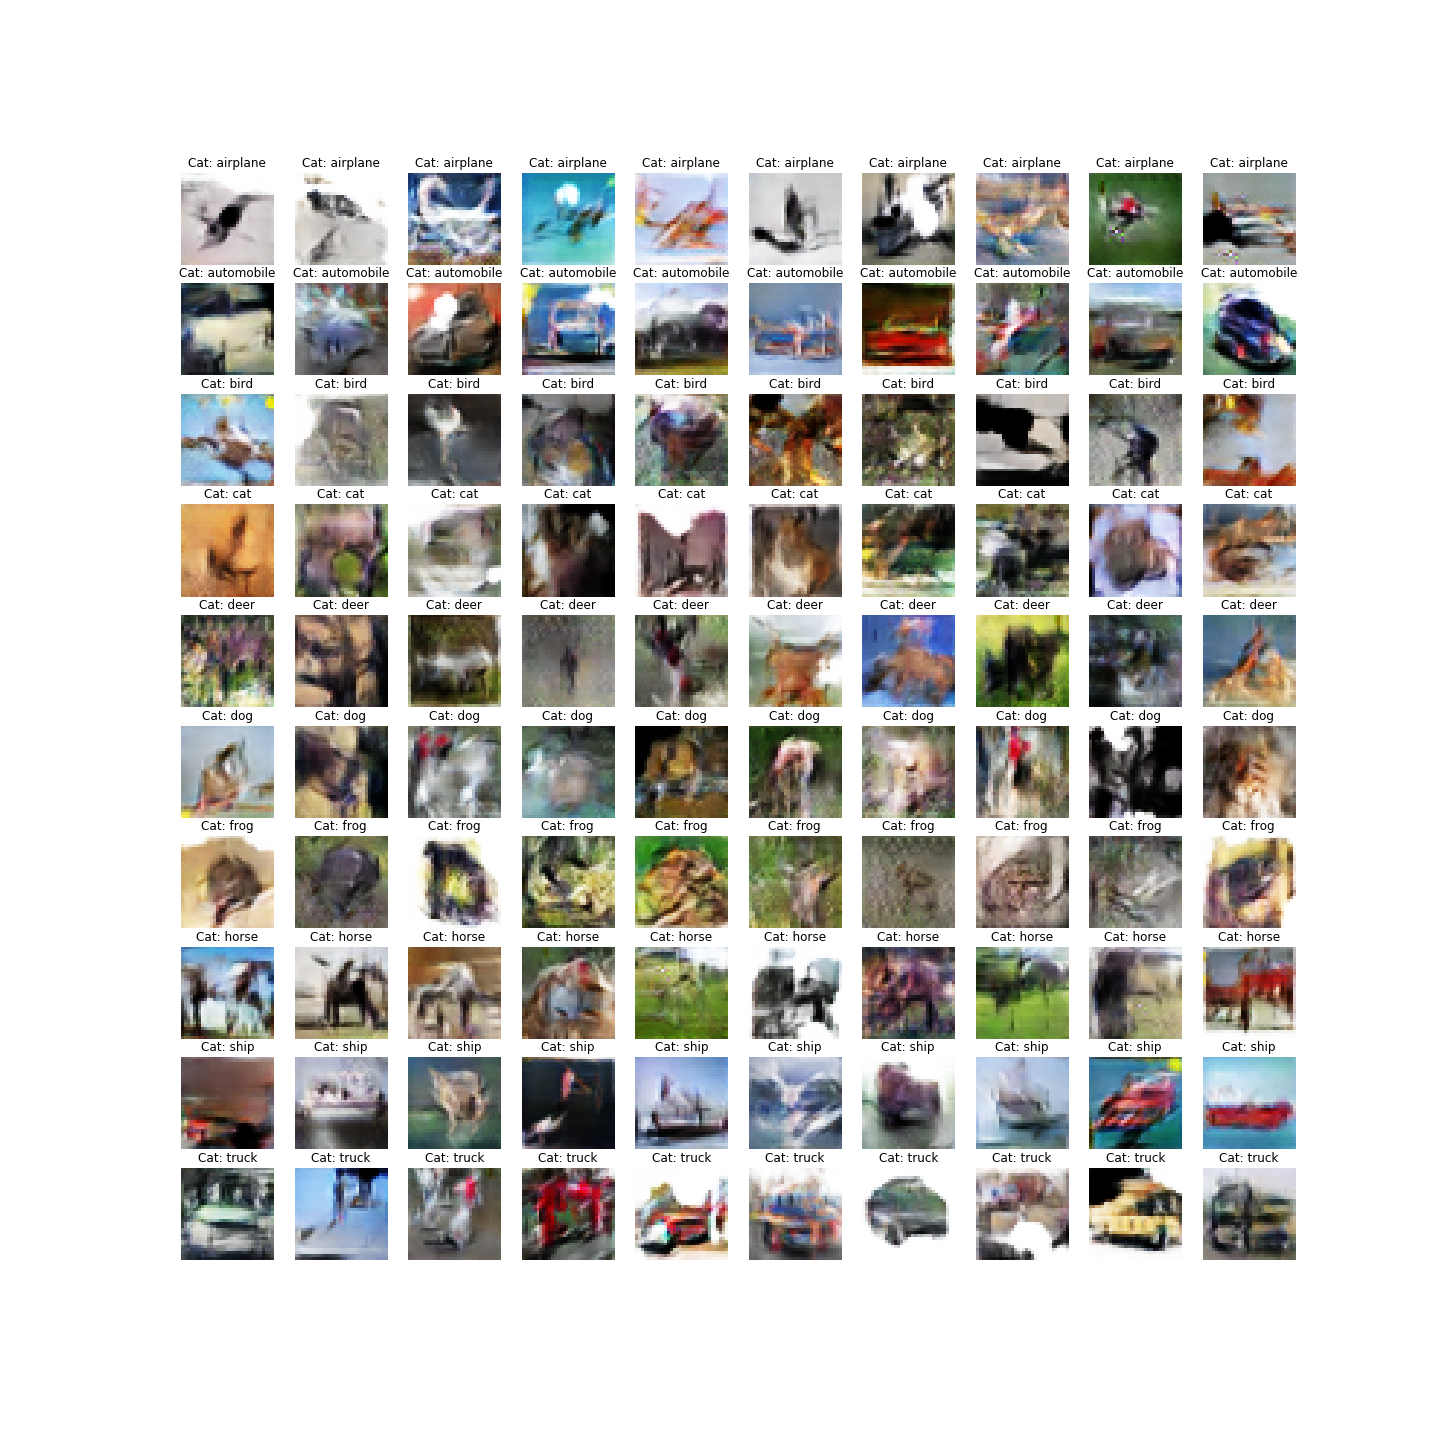 Cat: airplane Cat: airplane Cat: airplane Cat: airplane Cat: airplane Cat: airplane Cat: airplane Cat: airplane Cat: airplane Cat: airplane
Cat: automobile Cat: automobile Cat: automobile Cat: automobile Cat: automobile Cat: automobile Cat: automobile Cat: automobile Cat: automobile Cat: automobile
Cat: bird Cat: bird Cat: bird Cat: bird Cat: bird Cat: bird Cat: bird Cat: bird Cat: bird Cat: bird
Cat: cat Cat: cat Cat: cat Cat: cat Cat: cat Cat: cat Cat: cat Cat: cat Cat: cat Cat: cat
Cat: deer Cat: deer Cat: deer Cat: deer Cat: deer Cat: deer Cat: deer Cat: deer Cat: deer Cat: deer
Cat: dog Cat: dog Cat: dog Cat: dog Cat: dog Cat: dog Cat: dog Cat: dog Cat: dog Cat: dog
Cat: frog Cat: frog Cat: frog Cat: frog Cat: frog Cat: frog Cat: frog Cat: frog Cat: frog Cat: frog
Cat: horse Cat: horse Cat: horse Cat: horse Cat: horse Cat: horse Cat: horse Cat: horse Cat: horse Cat: horse
Cat: ship Cat: ship Cat: ship Cat: ship Cat: ship Cat: ship Cat: ship Cat: ship Cat: ship Cat: ship
Cat: truck Cat: truck Cat: truck Cat: truck Cat: truck Cat: truck Cat: truck Cat: truck Cat: truck Cat: truck